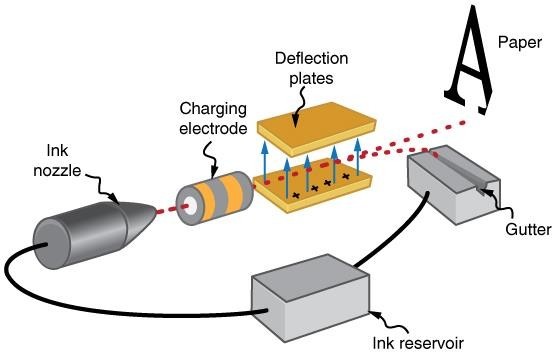 Paper
A
Deflection
plates
Charging
electrode
Ink
nozzle
+ + + +
Gutter
Ink reservoir